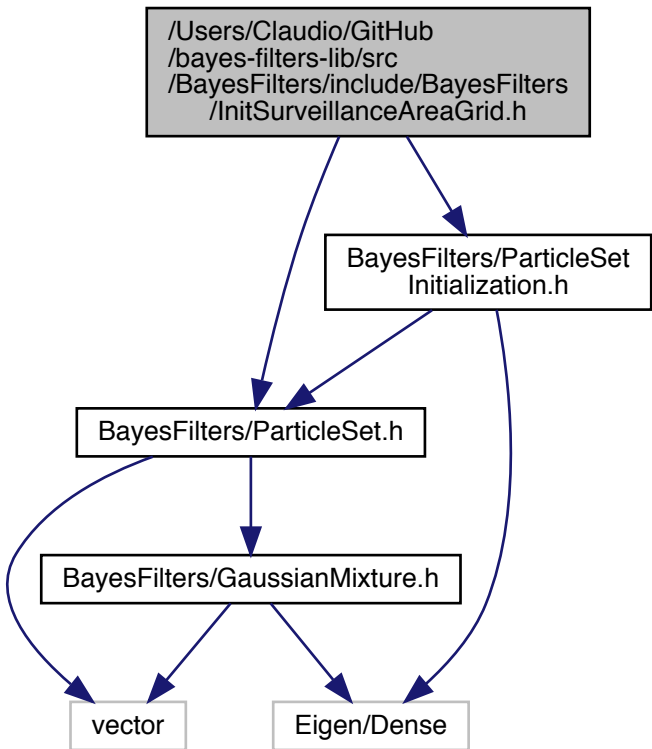 /Users/Claudio/GitHub
/bayes-filters-lib/src
/BayesFilters/include/BayesFilters
/InitSurveillanceAreaGrid.h
BayesFilters/ParticleSet
Initialization.h
BayesFilters/ParticleSet.h
BayesFilters/GaussianMixture.h
vector
Eigen/Dense